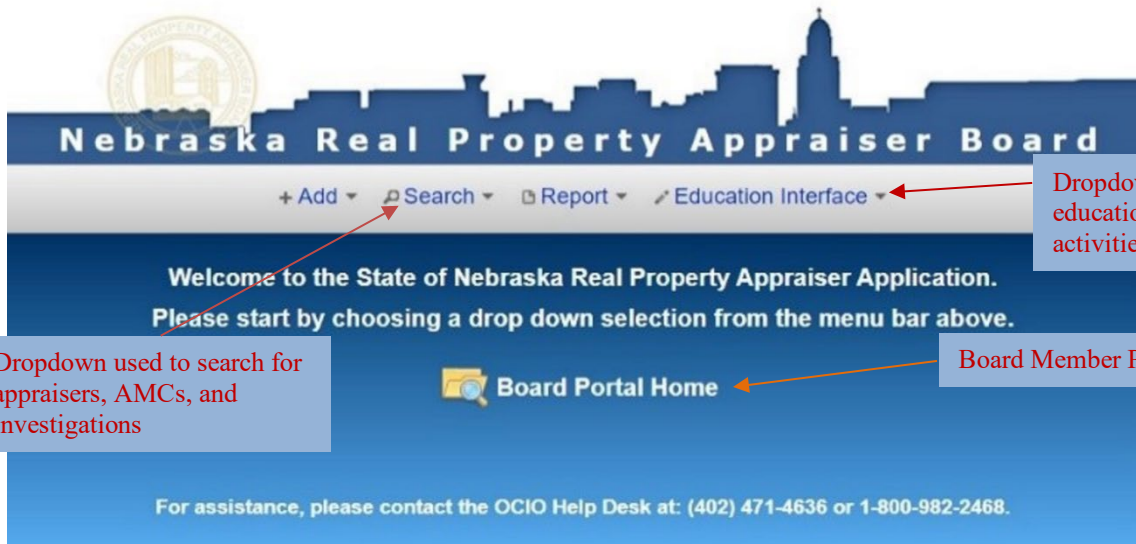 Nebraska Real Property Appraiser Board
Add
Search
Report
Education Interface
Welcome to the State of Nebraska Real Property Appraiser Application.
Please start by choosing a drop down selection from the menu bar above.
Dropdown used to search for
appraisers, AMCs, and
investigations
Board Portal Home
Board Member
For assistance, please contact the OCIO Help Desk at: (402) 471-4636 or 1-800-982-2468.